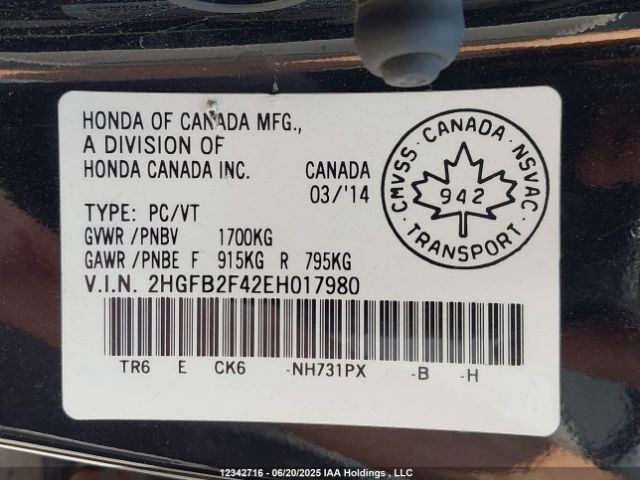 HONDA OF CANADA MFG.,
A DIVISION OF
HONDA CANADA INC.
CANADA
03/'14
CMVSS · CANADA · NSVAC
942
· TRANSPORT ·
TYPE: PC/VT
GVWR /PNBV 1700KG
GAWR /PNBE F 915KG R 795KG
V.I.N. 2HGFB2F42EH017980
TR6 E CK6 -NH731PX -B -H
12342716 - 06/20/2025 IAA Holdings , LLC